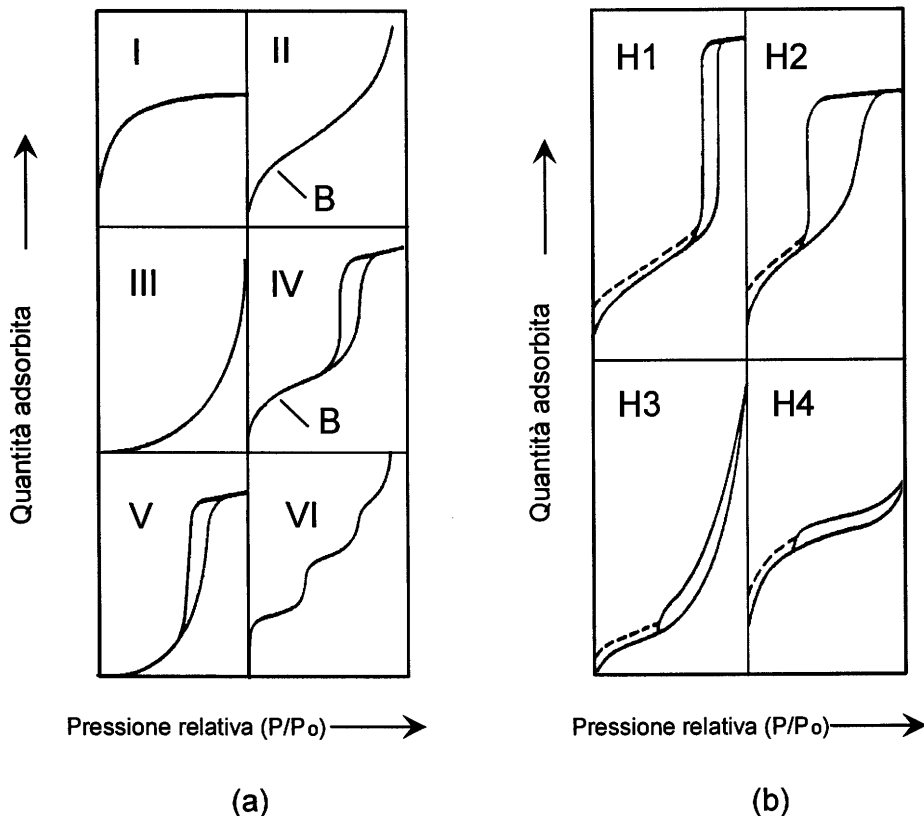 I
II
B
III
IV
B
V
VI
Quantità adsorbita
Pressione relativa (P/Po)
(a)
H1
H2
H3
H4
Quantità adsorbita
Pressione relativa (P/Po)
(b)